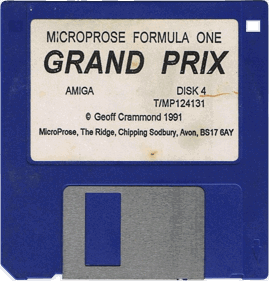 MICROPROSE FORMULA ONE
GRAND PRIX
AMIGA DISK 4
T/MP124131
© Geoff Crammond 1991
MicroProse, The Ridge, Chipping Sodbury, Avon, BS17 6AY